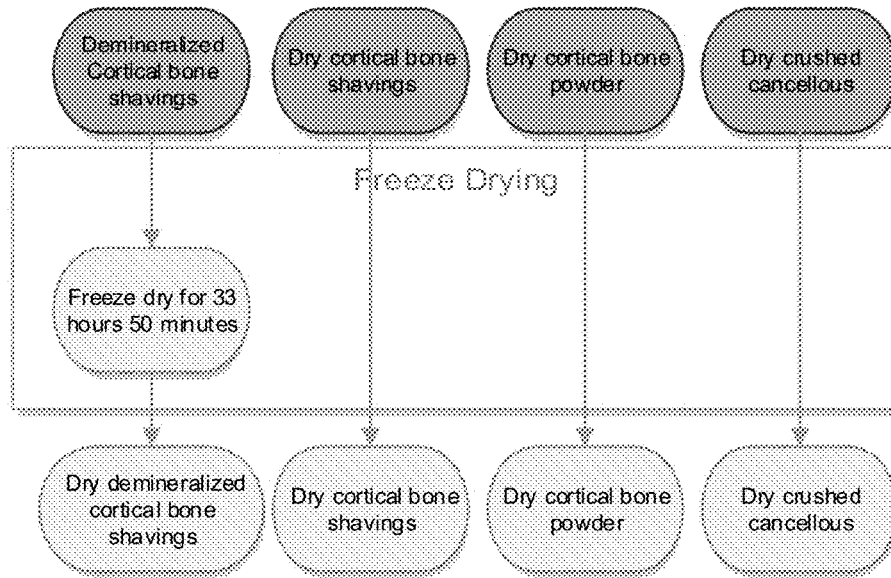 Demineralized
Cortical bone
shavings
Dry cortical bone
shavings
Dry cortical bone
powder
Dry crushed
cancellous
Freeze Drying
Freeze dry for 33
hours 50 minutes
Dry demineralized
cortical bone
shavings
Dry cortical bone
shavings
Dry cortical bone
powder
Dry crushed
cancellous